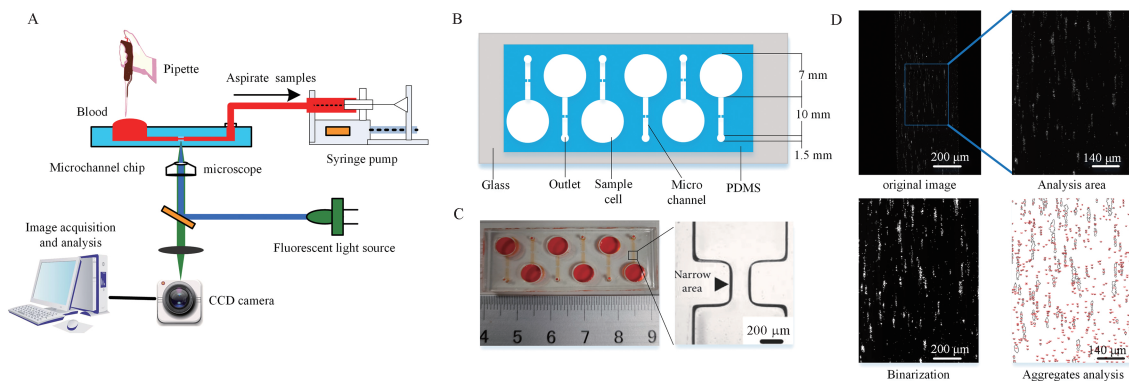 A
Pipette
Aspirate samples
Blood
Microchannel chip
microscope
Syringe pump
Image acquisition
and analysis
Fluorescent light source
CCD camera
B
7 mm
10 mm
1.5 mm
Glass
Outlet
Sample
cell
Micro
channel
PDMS
C
4 5 6 7 8 9
Narrow
area
200 µm
D
200 µm
140 µm
original image
Analysis area
200 µm
140 µm
Binarization
Aggregates analysis